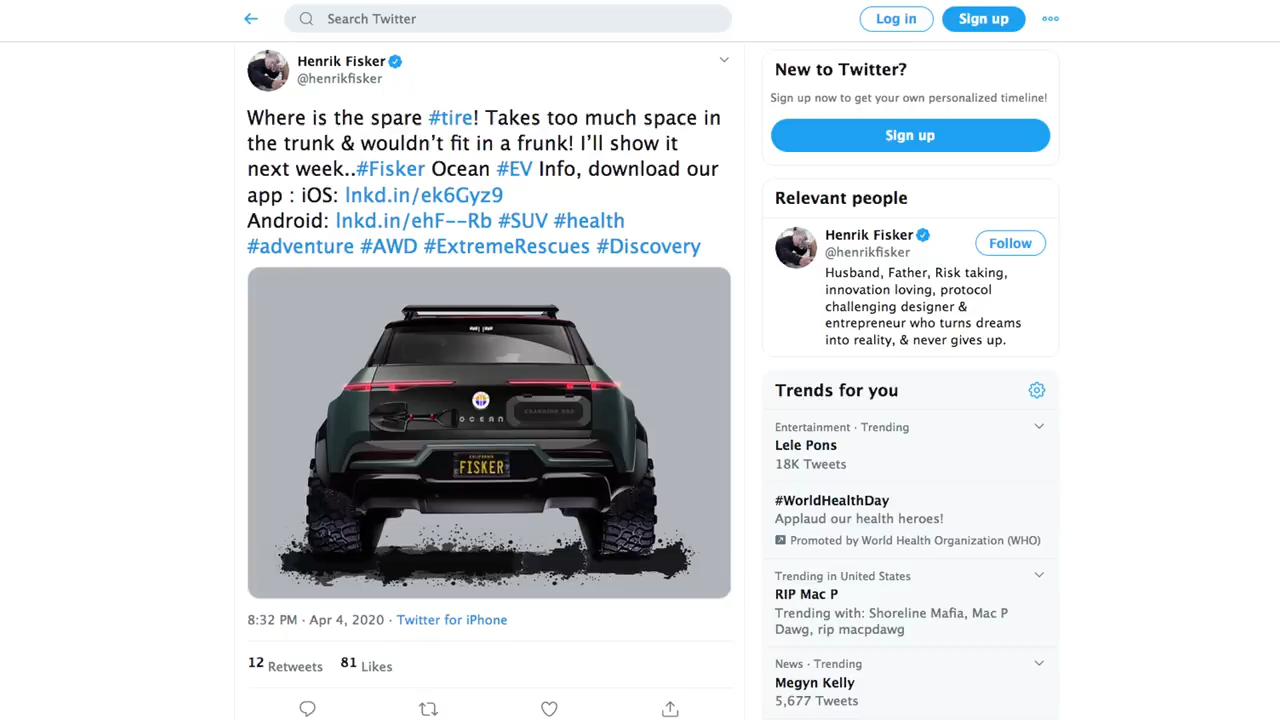 Search Twitter
Log in
Sign up
Henrik Fisker
@henrikfisker
Where is the spare #tire! Takes too much space in
the trunk & wouldn’t fit in a frunk! I’ll show it
next week..#Fisker Ocean #EV Info, download our
app : iOS: lnkd.in/ek6Gyz9
Android: lnkd.in/ehF--Rb #SUV #health
#adventure #AWD #ExtremeRescues #Discovery
OCEAN
CALIFORNIA
FISKER
8:32 PM · Apr 4, 2020 · Twitter for iPhone
12 Retweets 81 Likes
New to Twitter?
Sign up now to get your own personalized timeline!
Sign up
Relevant people
Henrik Fisker
@henrikfisker
Follow
Husband, Father, Risk taking,
innovation loving, protocol
challenging designer &
entrepreneur who turns dreams
into reality, & never gives up.
Trends for you
Entertainment · Trending
Lele Pons
18K Tweets
#WorldHealthDay
Applaud our health heroes!
Promoted by World Health Organization (WHO)
Trending in United States
RIP Mac P
Trending with: Shoreline Mafia, Mac P
Dawg, rip macpdawg
News · Trending
Megyn Kelly
5,677 Tweets